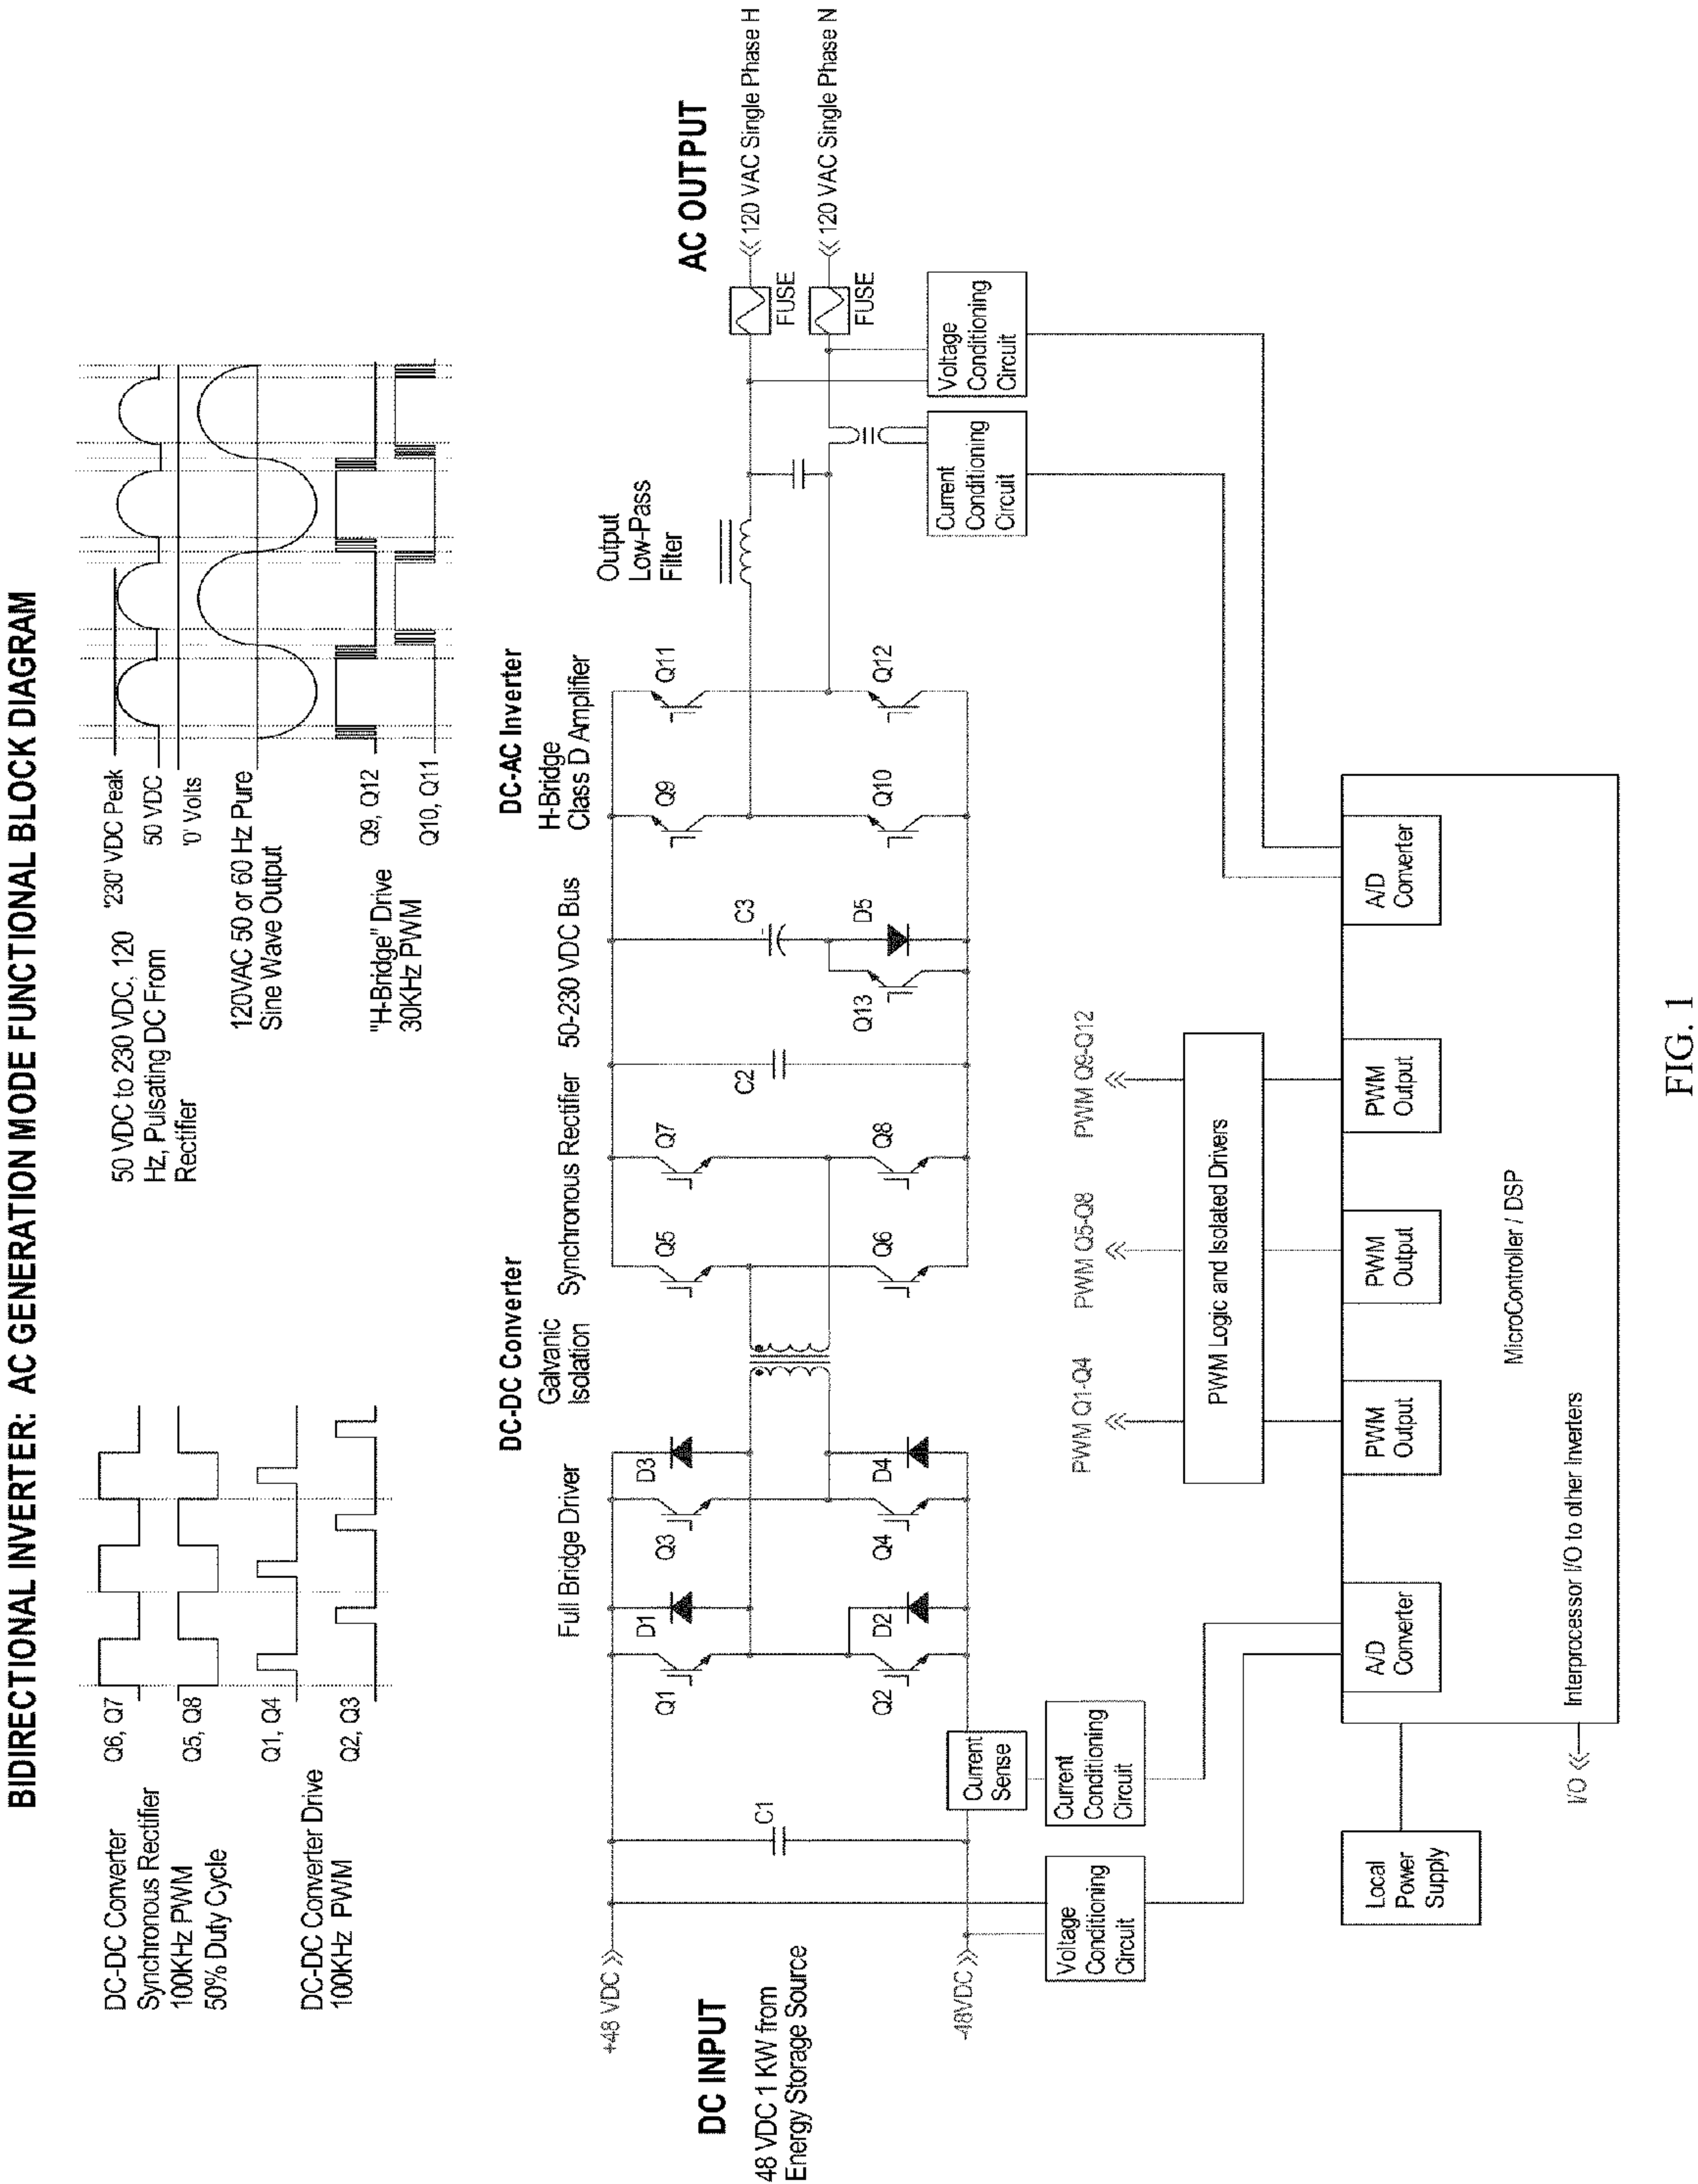 BIDIRECTIONAL INVERTER: AC GENERATION MODE FUNCTIONAL BLOCK DIAGRAM
DC-DC Converter
Synchronous Rectifier
100KHz PWM
50% Duty Cycle
Q6, Q7
Q5, Q8
DC-DC Converter Drive
100KHz PWM
Q1, Q4
Q2, Q3
50 VDC to 230 VDC, 120
Hz, Pulsating DC From
Rectifier
'230' VDC Peak
50 VDC
'0' Volts
120VAC 50 or 60 Hz Pure
Sine Wave Output
"H-Bridge" Drive
30KHz PWM
Q9, Q12
Q10, Q11
DC-DC Converter
Full Bridge Driver
Galvanic
Isolation
Synchronous Rectifier
50-230 VDC Bus
DC-AC Inverter
H-Bridge
Class D Amplifier
Output
Low-Pass
Filter
AC OUTPUT
+48 VDC
DC INPUT
48 VDC 1 KW from
Energy Storage Source
-48VDC
C1
Q1
D1
Q3
D3
Q2
D2
Q4
D4
Q5
Q7
Q6
Q8
C2
C3
Q13
D5
Q9
Q11
Q10
Q12
FUSE
120 VAC Single Phase H
FUSE
120 VAC Single Phase N
Current
Sense
Voltage
Conditioning
Circuit
Current
Conditioning
Circuit
Current
Conditioning
Circuit
Voltage
Conditioning
Circuit
PWM Q1-Q4
PWM Q5-Q8
PWM Q9-Q12
PWM Logic and Isolated Drivers
Local
Power
Supply
A/D
Converter
PWM
Output
PWM
Output
PWM
Output
A/D
Converter
MicroController / DSP
I/O
Interprocessor I/O to other Inverters
FIG. 1